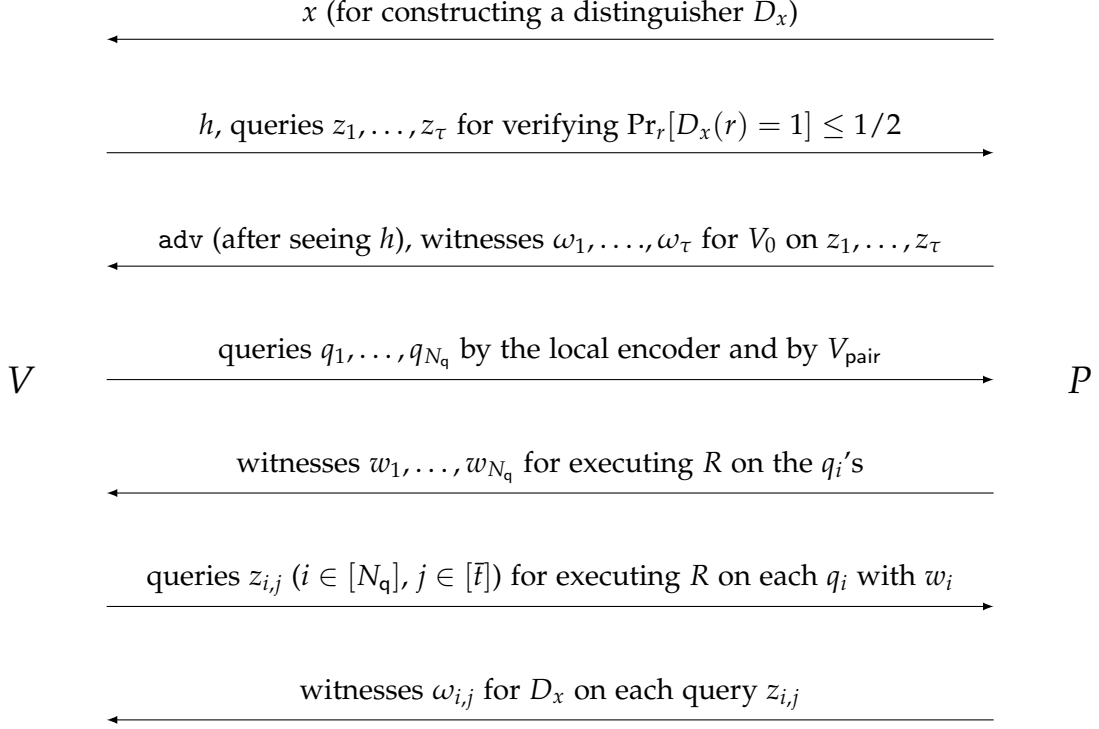 x (for constructing a distinguisher D_x)
h, queries z_1, . . . , z_τ for verifying Pr_r[D_x(r) = 1] ≤ 1/2
adv (after seeing h), witnesses ω_1, . . . ., ω_τ for V_0 on z_1, . . . , z_τ
queries q_1, . . . , q_{N_q} by the local encoder and by V_pair
V
P
witnesses w_1, . . . , w_{N_q} for executing R on the q_i's
queries z_{i,j} (i ∈ [N_q], j ∈ [t̄]) for executing R on each q_i with w_i
witnesses ω_{i,j} for D_x on each query z_{i,j}